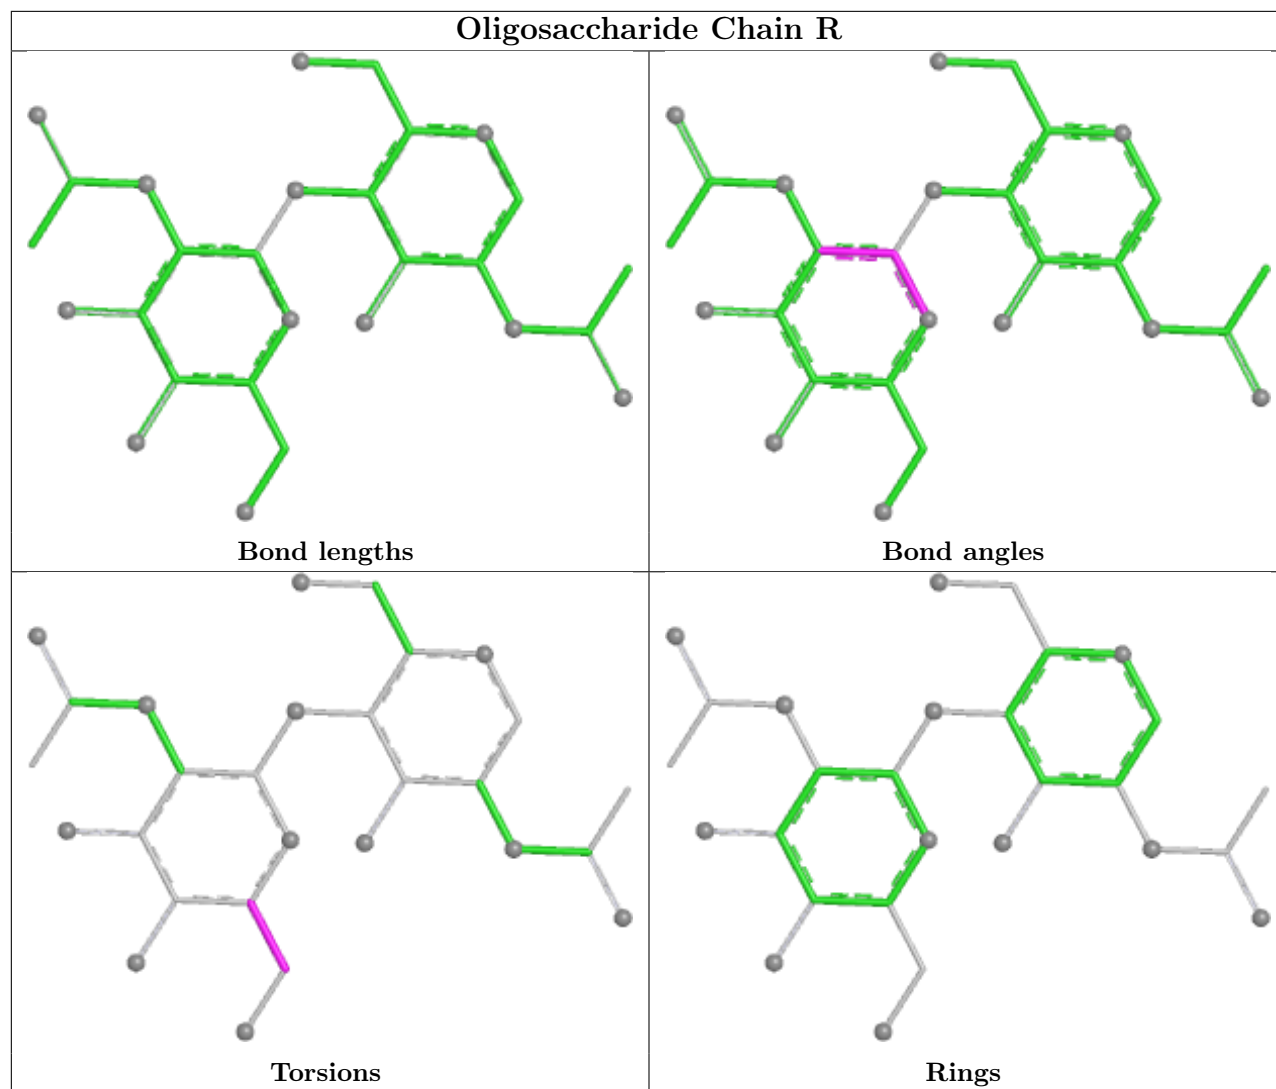 Oligosaccharide Chain R
Bond lengths
Bond angles
Torsions
Rings